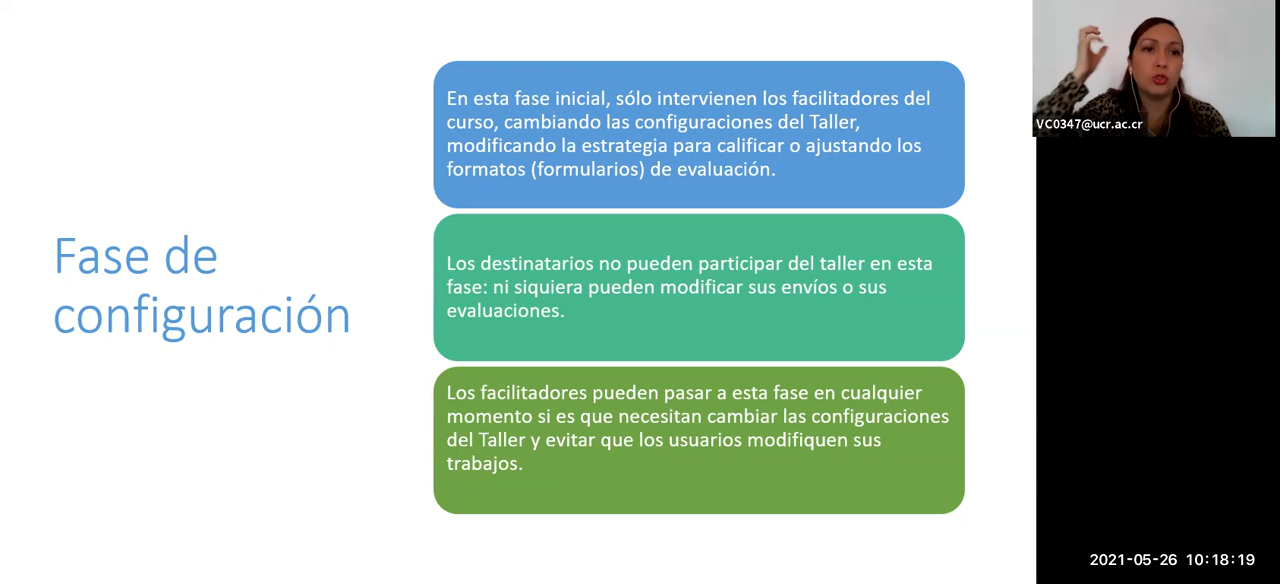 Fase de
configuración
En esta fase inicial, sólo intervienen los facilitadores del
curso, cambiando las configuraciones del Taller,
modificando la estrategia para calificar o ajustando los
formatos (formularios) de evaluación.
Los destinatarios no pueden participar del taller en esta
fase: ni siquiera pueden modificar sus envíos o sus
evaluaciones.
Los facilitadores pueden pasar a esta fase en cualquier
momento si es que necesitan cambiar las configuraciones
del Taller y evitar que los usuarios modifiquen sus
trabajos.
VC0347@ucr.ac.cr
2021-05-26 10:18:19